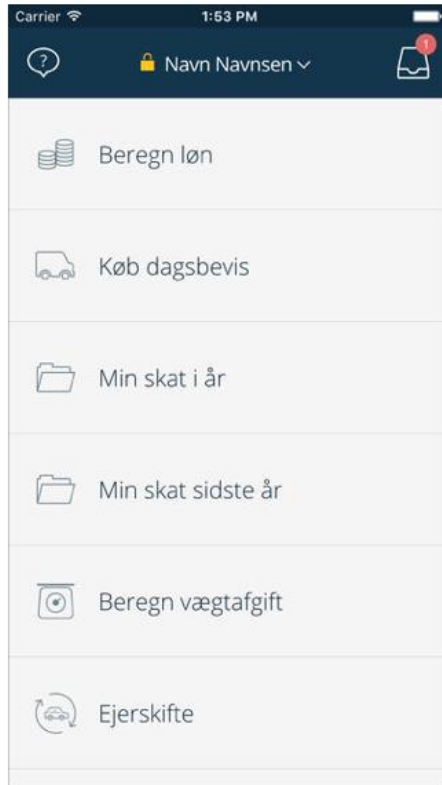 Carrier 1:53 PM
? Navn Navnsen 1
Beregn løn
Køb dagsbevis
Min skat i år
Min skat sidste år
Beregn vægtafgift
Ejerskifte